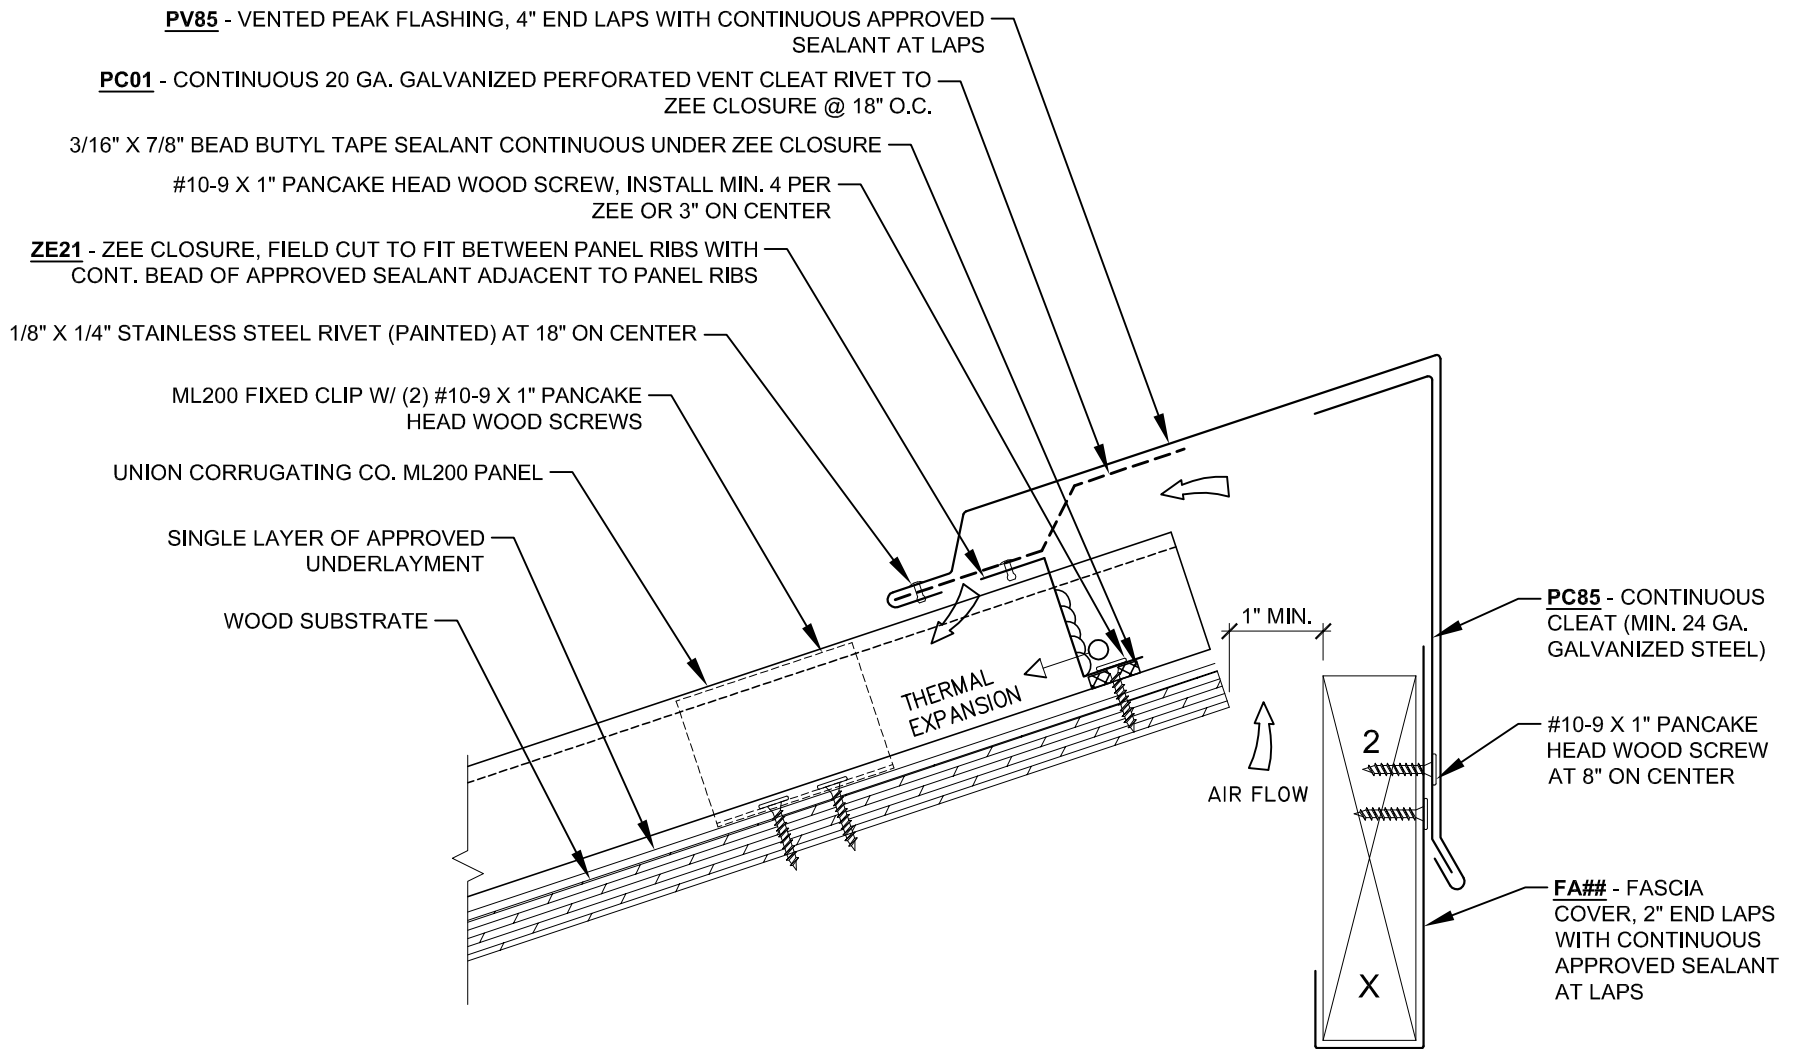 PV85 - VENTED PEAK FLASHING, 4" END LAPS WITH CONTINUOUS APPROVED
SEALANT AT LAPS
PC01 - CONTINUOUS 20 GA. GALVANIZED PERFORATED VENT CLEAT RIVET TO
ZEE CLOSURE @ 18" O.C.
3/16" X 7/8" BEAD BUTYL TAPE SEALANT CONTINUOUS UNDER ZEE CLOSURE
#10-9 X 1" PANCAKE HEAD WOOD SCREW, INSTALL MIN. 4 PER
ZEE OR 3" ON CENTER
ZE21 - ZEE CLOSURE, FIELD CUT TO FIT BETWEEN PANEL RIBS WITH
CONT. BEAD OF APPROVED SEALANT ADJACENT TO PANEL RIBS
1/8" X 1/4" STAINLESS STEEL RIVET (PAINTED) AT 18" ON CENTER
ML200 FIXED CLIP W/ (2) #10-9 X 1" PANCAKE
HEAD WOOD SCREWS
UNION CORRUGATING CO. ML200 PANEL
SINGLE LAYER OF APPROVED
UNDERLAYMENT
WOOD SUBSTRATE
THERMAL
EXPANSION
1" MIN.
AIR FLOW
2
X
PC85 - CONTINUOUS
CLEAT (MIN. 24 GA.
GALVANIZED STEEL)
#10-9 X 1" PANCAKE
HEAD WOOD SCREW
AT 8" ON CENTER
FA## - FASCIA
COVER, 2" END LAPS
WITH CONTINUOUS
APPROVED SEALANT
AT LAPS